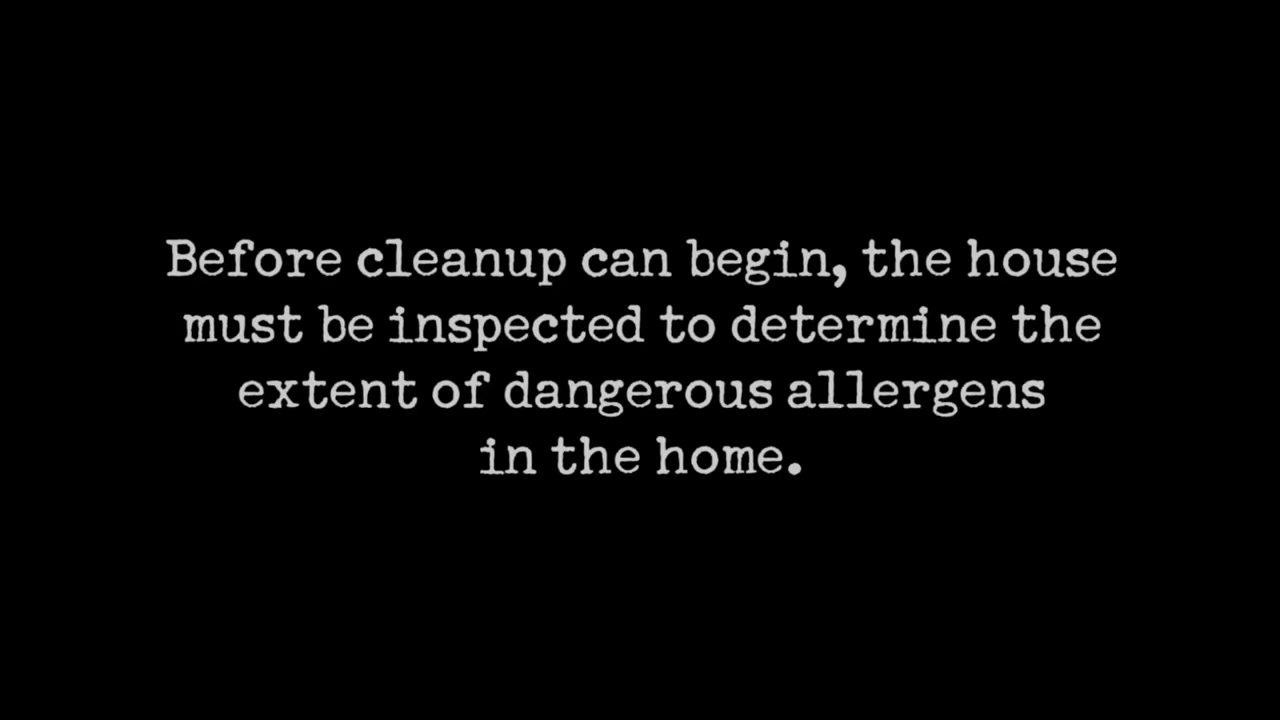 Before cleanup can begin, the house
must be inspected to determine the
extent of dangerous allergens
in the home.